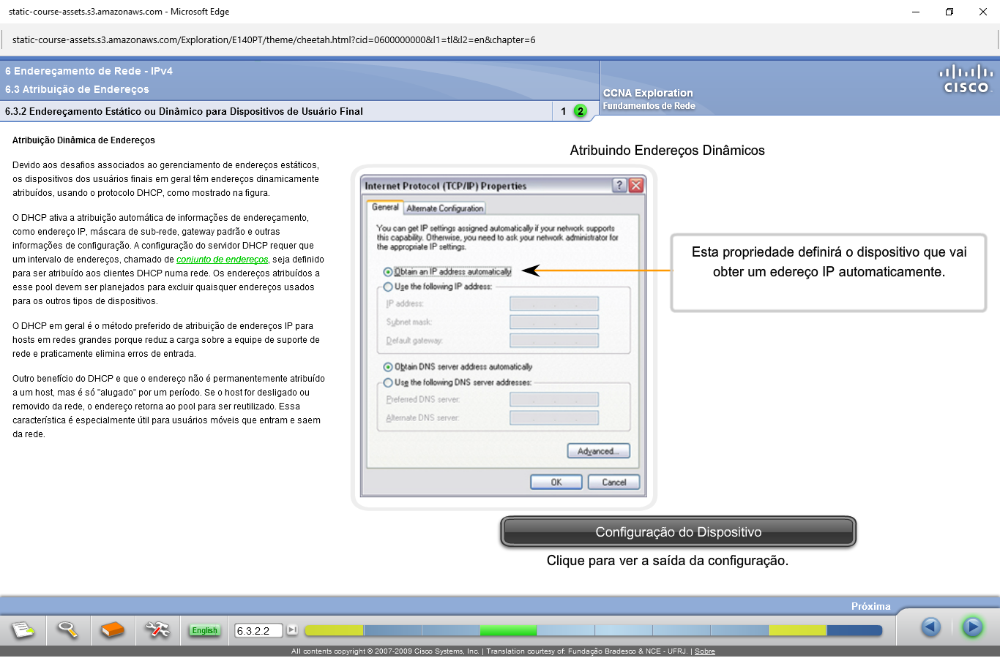 static-course-assets.s3.amazonaws.com - Microsoft Edge
static-course-assets.s3.amazonaws.com/Exploration/E140PT/theme/cheetah.html?cid=0600000000&l1=tl&l2=en&chapter=6
6 Endereçamento de Rede - IPv4
6.3 Atribuição de Endereços
CISCO
CCNA Exploration
Fundamentos de Rede
6.3.2 Endereçamento Estático ou Dinâmico para Dispositivos de Usuário Final
1 2
Atribuição Dinâmica de Endereços
Devido aos desafios associados ao gerenciamento de endereços estáticos,
os dispositivos dos usuários finais em geral têm endereços dinamicamente
atribuídos, usando o protocolo DHCP, como mostrado na figura.
O DHCP ativa a atribuição automática de informações de endereçamento,
como endereço IP, máscara de sub-rede, gateway padrão e outras
informações de configuração. A configuração do servidor DHCP requer que
um intervalo de endereços, chamado de conjunto de endereços, seja definido
para ser atribuído aos clientes DHCP numa rede. Os endereços atribuídos a
esse pool devem ser planejados para excluir quaisquer endereços usados
para os outros tipos de dispositivos.
O DHCP em geral é o método preferido de atribuição de endereços IP para
hosts em redes grandes porque reduz a carga sobre a equipe de suporte de
rede e praticamente elimina erros de entrada.
Outro benefício do DHCP e que o endereço não é permanentemente atribuído
a um host, mas é só "alugado" por um período. Se o host for desligado ou
removido da rede, o endereço retorna ao pool para ser reutilizado. Essa
característica é especialmente útil para usuários móveis que entram e saem
da rede.
Atribuindo Endereços Dinâmicos
Internet Protocol (TCP/IP) Properties
General
Alternate Configuration
You can get IP settings assigned automatically if your network supports
this capability. Otherwise, you need to ask your network administrator for
the appropriate IP settings.
Obtain an IP address automatically
Use the following IP address:
IP address:
Subnet mask:
Default gateway:
Obtain DNS server address automatically
Use the following DNS server addresses:
Preferred DNS server:
Alternate DNS server:
Advanced...
OK
Cancel
Esta propriedade definirá o dispositivo que vai
obter um edereço IP automaticamente.
Configuração do Dispositivo
Clique para ver a saída da configuração.
Próxima
English
6.3.2.2
All contents copyright © 2007-2009 Cisco Systems, Inc. | Translation courtesy of: Fundação Bradesco & NCE - UFRJ. | Sobre